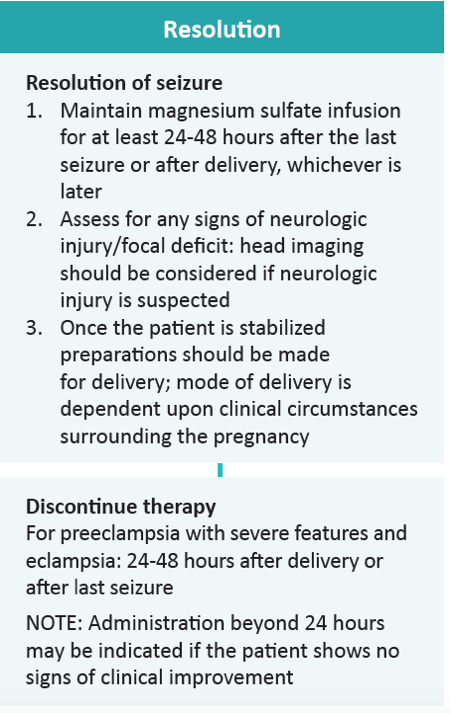 Resolution
Resolution of seizure
1. Maintain magnesium sulfate infusion
for at least 24-48 hours after the last
seizure or after delivery, whichever is
later
2. Assess for any signs of neurologic
injury/focal deficit: head imaging
should be considered if neurologic
injury is suspected
3. Once the patient is stabilized
preparations should be made
for delivery; mode of delivery is
dependent upon clinical circumstances
surrounding the pregnancy
Discontinue therapy
For preeclampsia with severe features and
eclampsia: 24-48 hours after delivery or
after last seizure
NOTE: Administration beyond 24 hours
may be indicated if the patient shows no
signs of clinical improvement